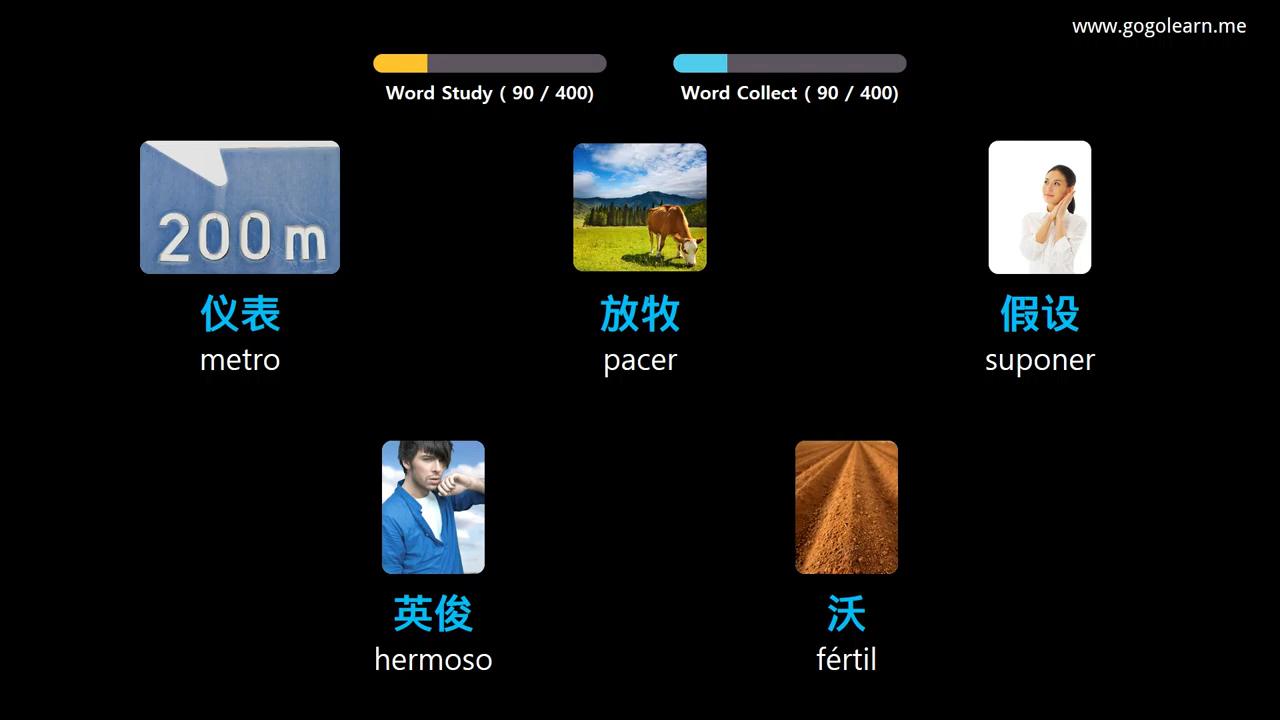 www.gogolearn.me
Word Study ( 90 / 400)
Word Collect ( 90 / 400)
200m
仪表
metro
放牧
pacer
假设
suponer
英俊
hermoso
沃
fértil